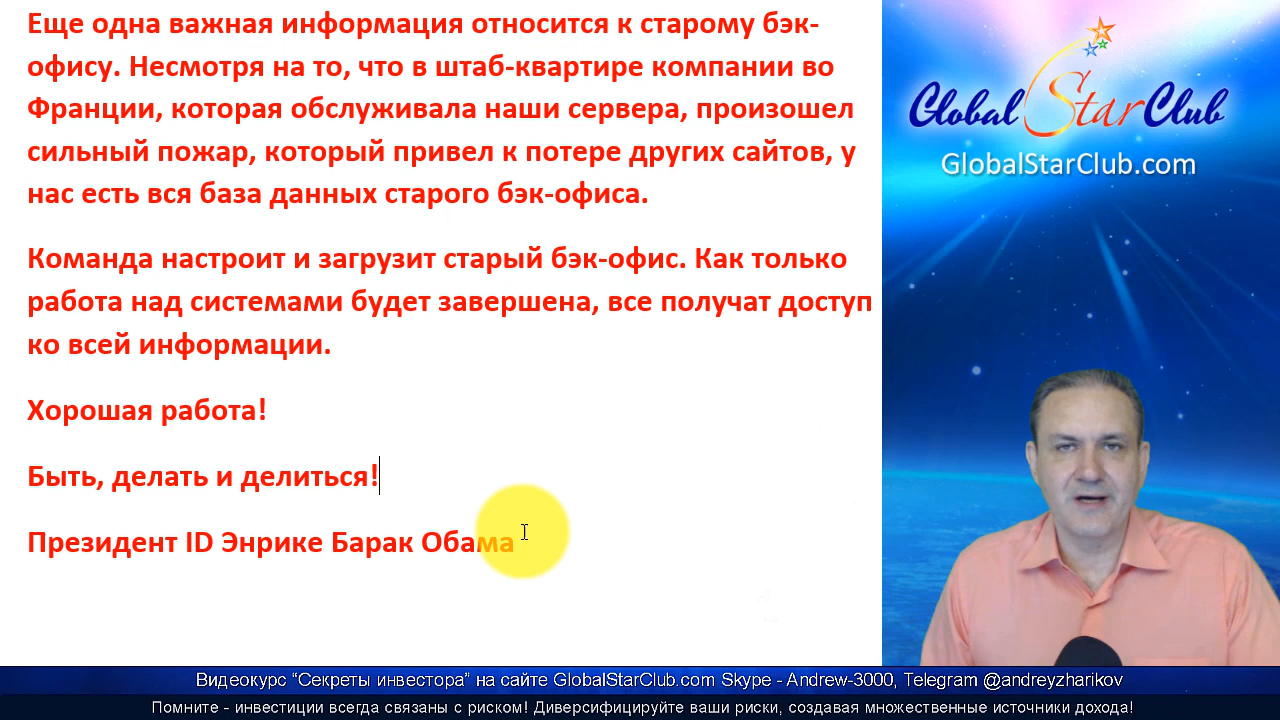 Еще одна важная информация относится к старому бэк-
офису. Несмотря на то, что в штаб-квартире компании во
Франции, которая обслуживала наши сервера, произошел
сильный пожар, который привел к потере других сайтов, у
нас есть вся база данных старого бэк-офиса.
Команда настроит и загрузит старый бэк-офис. Как только
работа над системами будет завершена, все получат доступ
ко всей информации.
Хорошая работа!
Быть, делать и делиться!
Президент ID Энрике Барак Обама
Global Star Club
GlobalStarClub.com
Видеокурс “Секреты инвестора” на сайте GlobalStarClub.com Skype - Andrew-3000, Telegram @andreyzharikov
Помните - инвестиции всегда связаны с риском! Диверсифицируйте ваши риски, создавая множественные источники дохода!